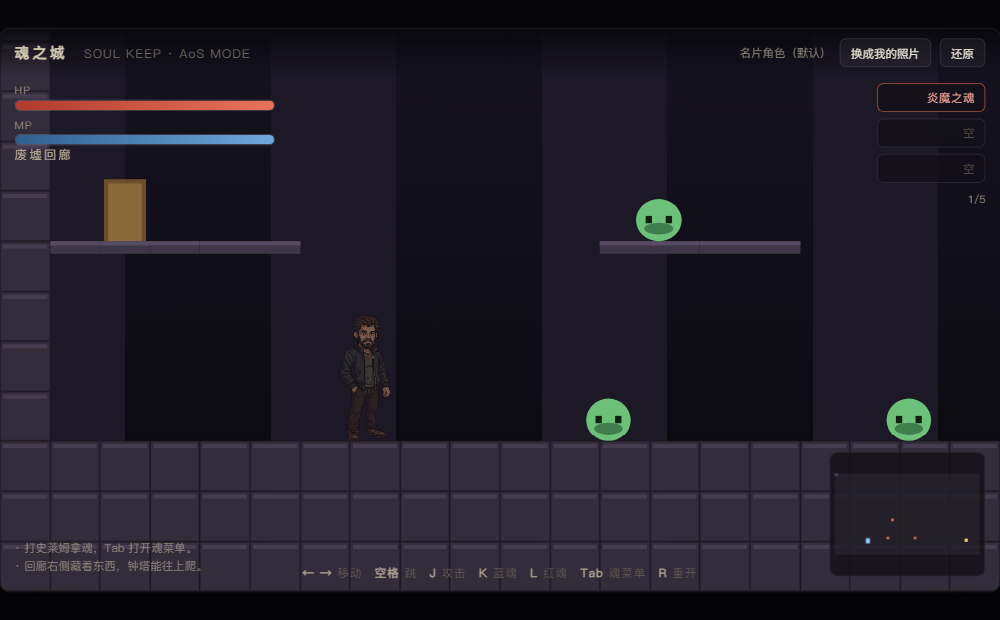 魂之城 SOUL KEEP · AoS MODE 名片角色（默认） 换成我的照片 还原
HP
MP
废墟回廊
炎魔之魂
空
空
1/5
· 打史莱姆拿魂，Tab 打开魂菜单。
· 回廊右侧藏着东西，钟塔能往上爬。
← → 移动 空格 跳 J 攻击 K 蓝魂 L 红魂 Tab 魂菜单 R 重开